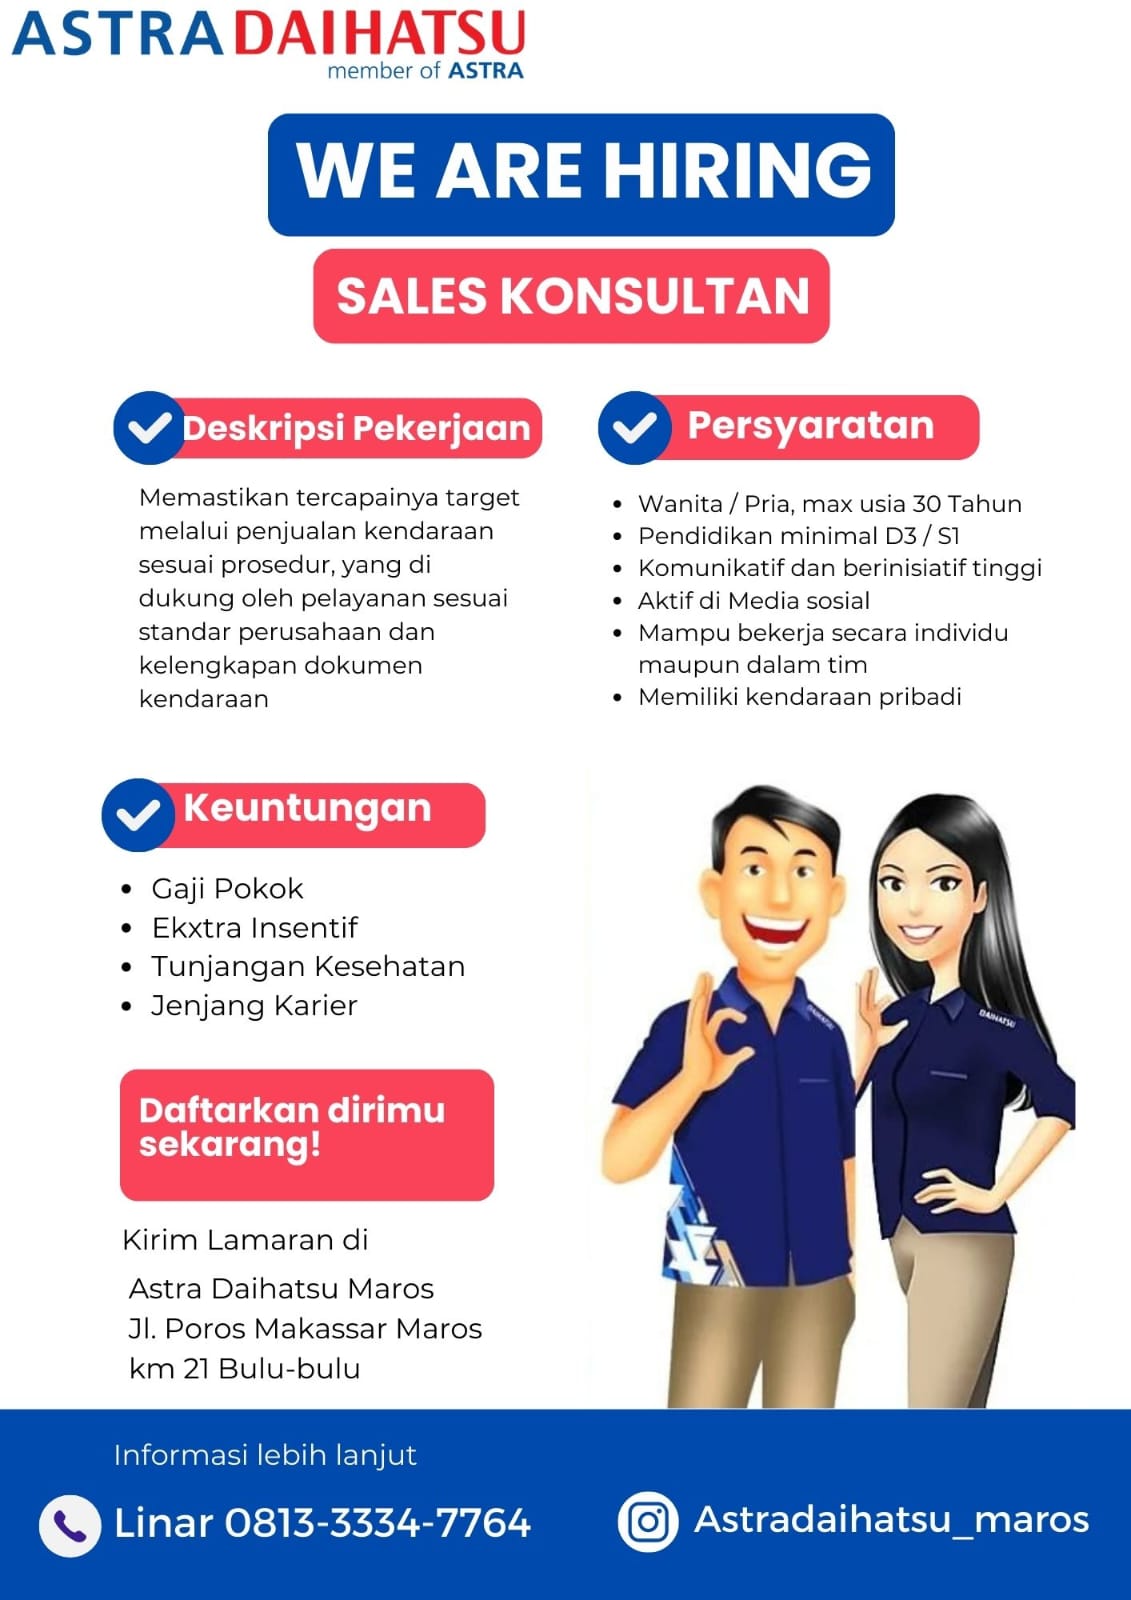 ASTRA DAIHATSU
member of ASTRA
WE ARE HIRING
SALES KONSULTAN
Deskripsi Pekerjaan
Memastikan tercapainya target
melalui penjualan kendaraan
sesuai prosedur, yang di
dukung oleh pelayanan sesuai
standar perusahaan dan
kelengkapan dokumen
kendaraan
Persyaratan
• Wanita / Pria, max usia 30 Tahun
• Pendidikan minimal D3 / S1
• Komunikatif dan berinisiatif tinggi
• Aktif di Media sosial
• Mampu bekerja secara individu
maupun dalam tim
• Memiliki kendaraan pribadi
Keuntungan
• Gaji Pokok
• Ekxtra Insentif
• Tunjangan Kesehatan
• Jenjang Karier
DAIHATSU
DAIHATSU
Daftarkan dirimu
sekarang!
Kirim Lamaran di
Astra Daihatsu Maros
Jl. Poros Makassar Maros
km 21 Bulu-bulu
Informasi lebih lanjut
Linar 0813-3334-7764
Astradaihatsu_maros